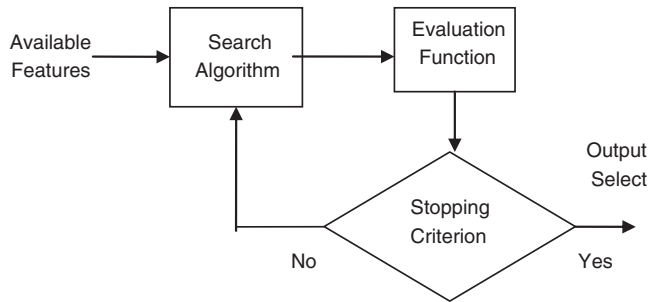 Available
Features
Search
Algorithm
Evaluation
Function
Stopping
Criterion
Output
Select
No
Yes